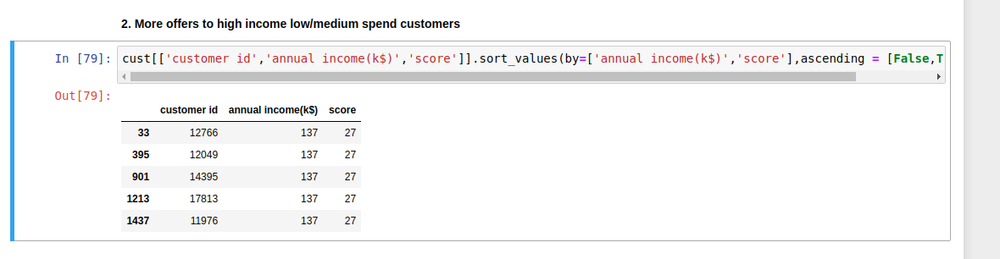 2. More offers to high income low/medium spend customers
In [79]: cust[['customer id','annual income(k$)','score']].sort_values(by=['annual income(k$)','score'],ascending = [False,T
Out[79]:
customer id annual income(k$) score
33 12766 137 27
395 12049 137 27
901 14395 137 27
1213 17813 137 27
1437 11976 137 27